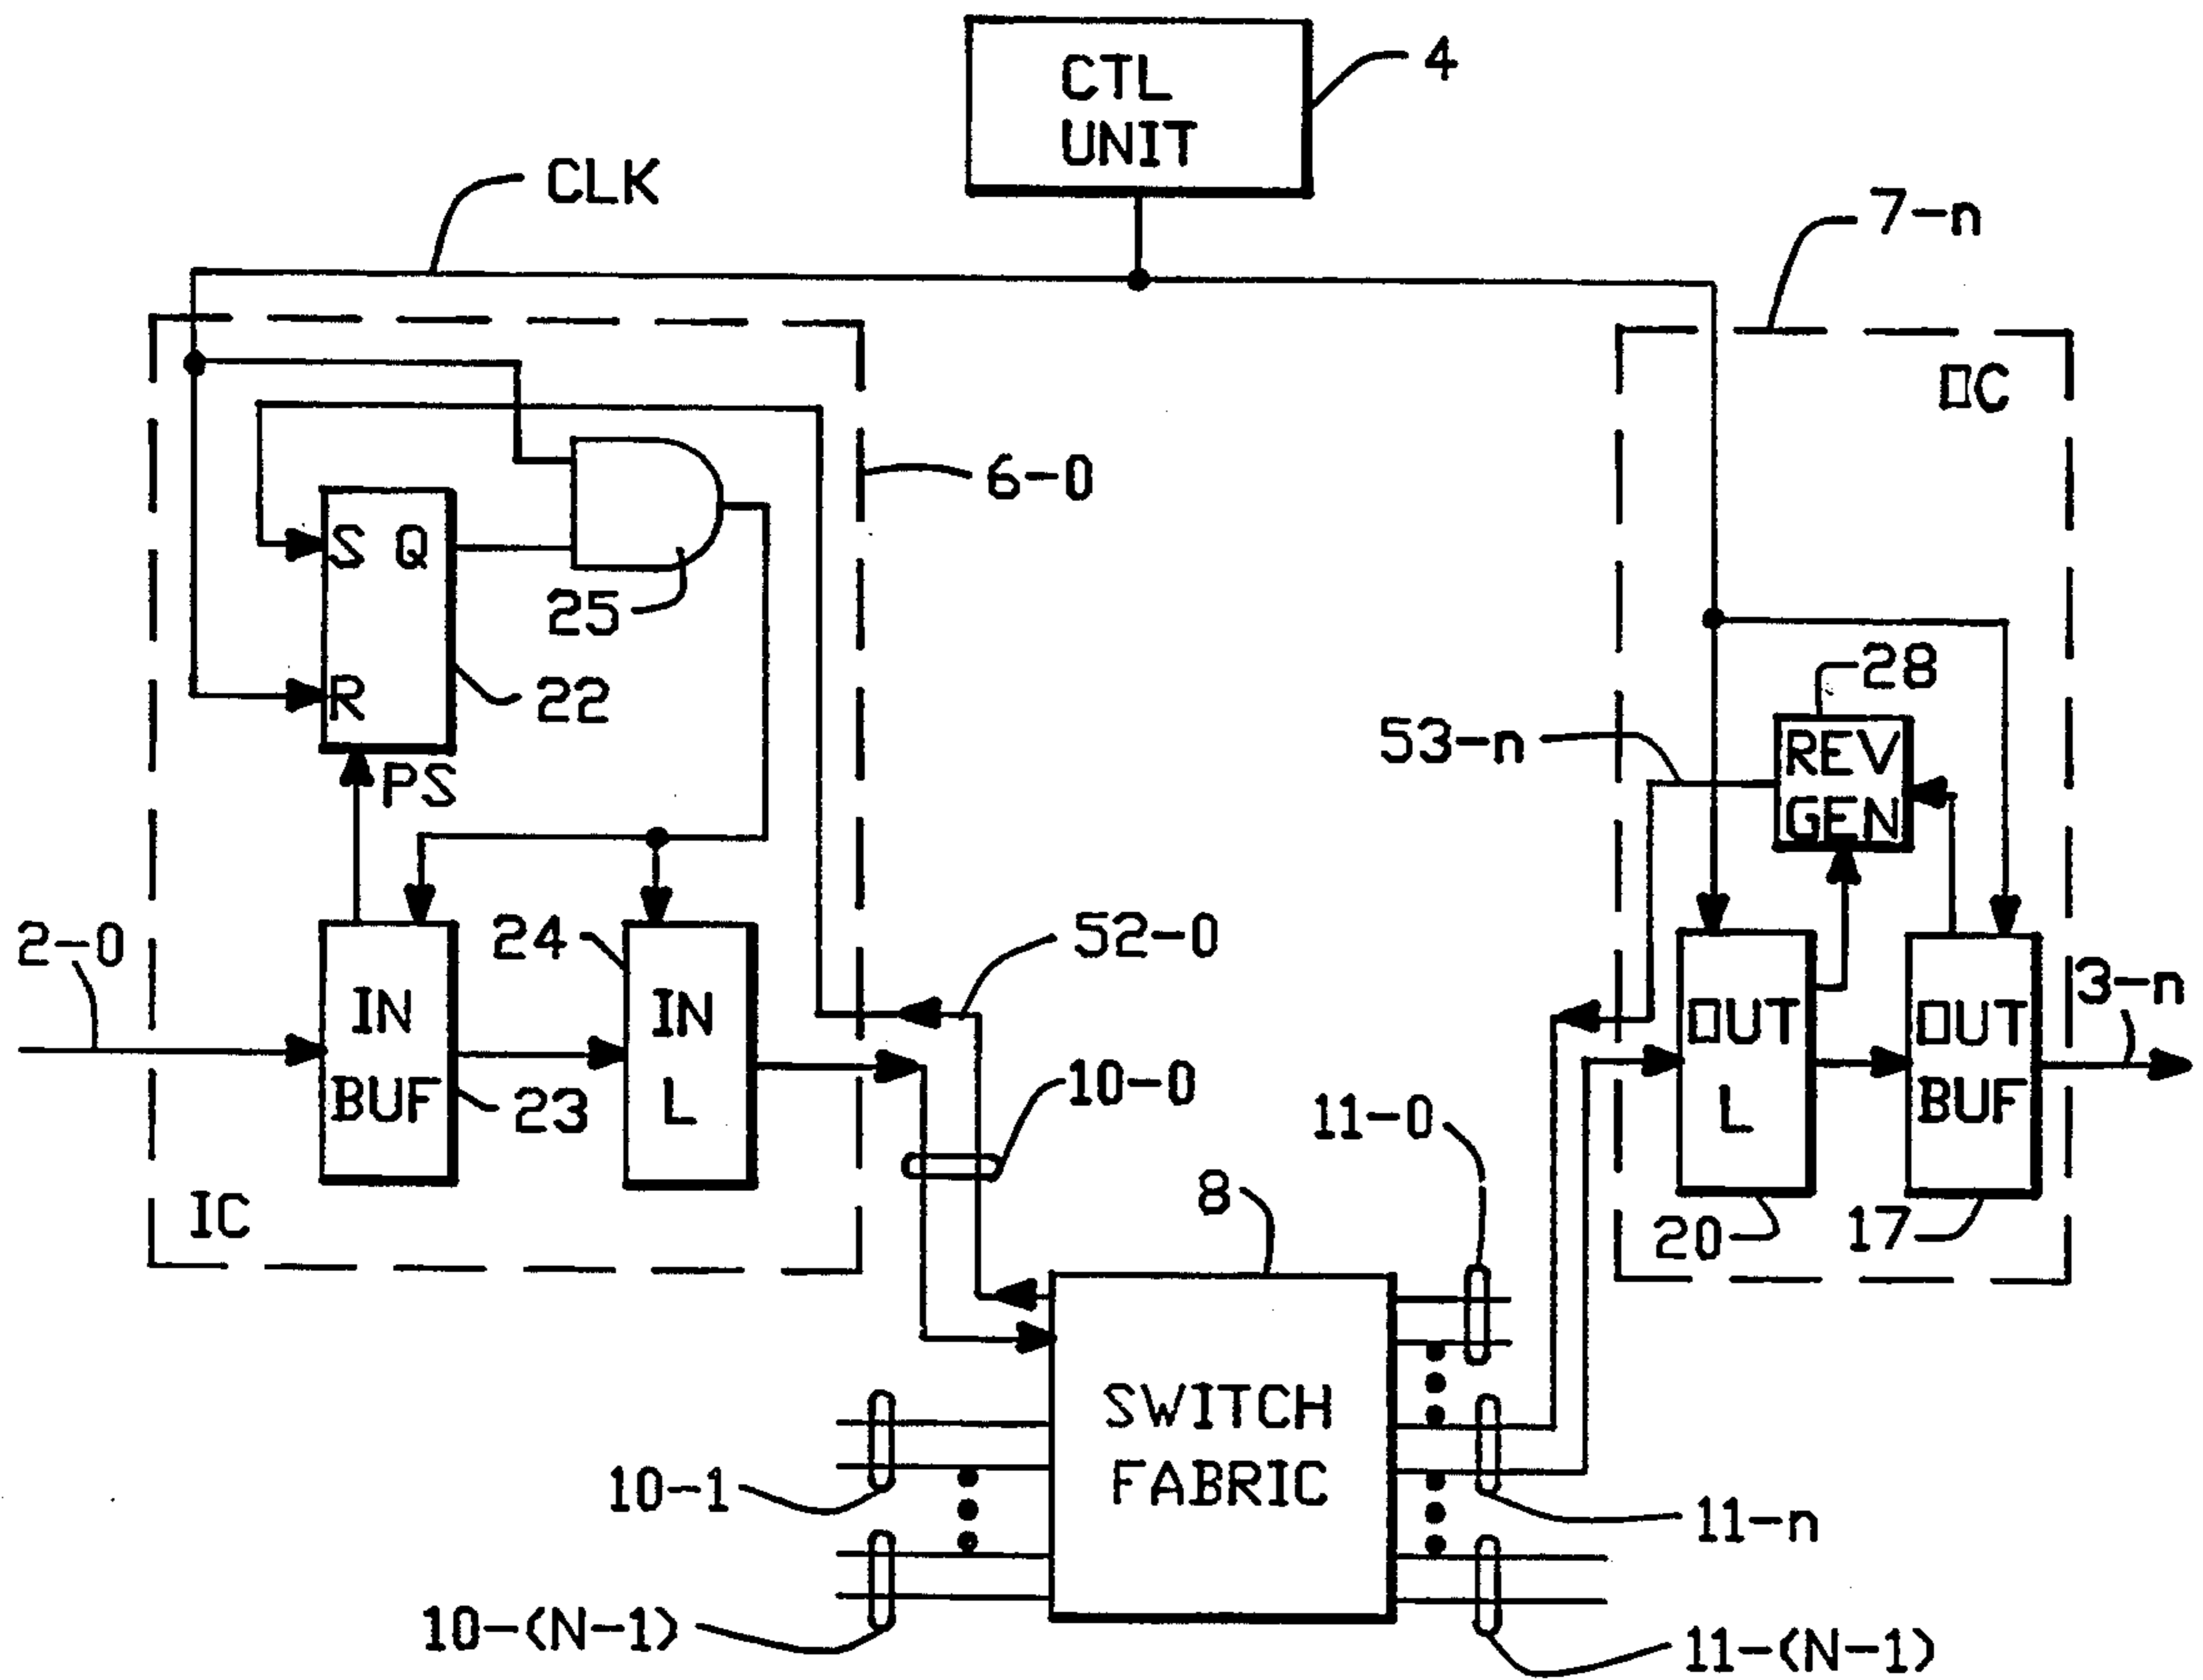 CTL
UNIT
4
CLK
7-n
OC
6-0
S Q
25
R
22
28
53-n
REV
GEN
PS
2-0
24
52-0
3-n
IN
BUF
IN
L
OUT
L
OUT
BUF
23
10-0
11-0
IC
8
20
17
SWITCH
FABRIC
10-1
11-n
10-(N-1)
11-(N-1)